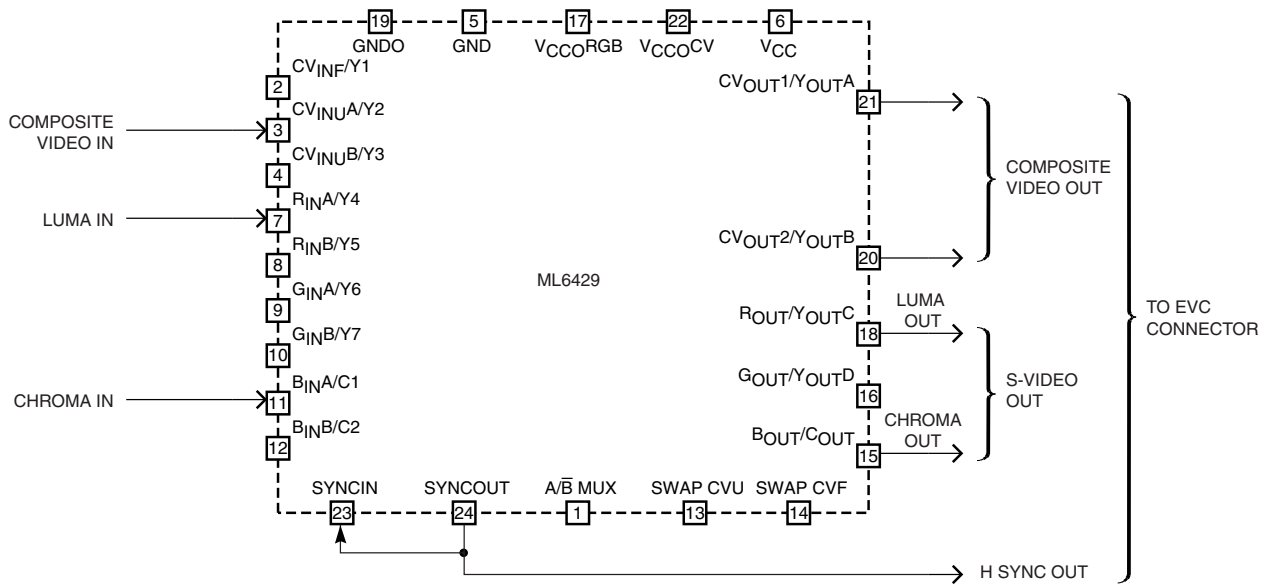 19 5 17 22 6
GNDO GND VCCORGB VCCOCV VCC
CVINF/Y1
2
COMPOSITE
VIDEO IN
CVINUA/Y2
3
CVINUB/Y3
4
LUMA IN
RINA/Y4
7
RINB/Y5
8
GINA/Y6
9
GINB/Y7
10
CHROMA IN
BINA/C1
11
BINB/C2
12
ML6429
CVOUT1/YOUTA
21
CVOUT2/YOUTB
20
COMPOSITE
VIDEO OUT
ROUT/YOUTC
18
LUMA
OUT
GOUT/YOUTD
16
BOUT/COUT
15
CHROMA
OUT
S-VIDEO
OUT
TO EVC
CONNECTOR
SYNCIN SYNCOUT A/B̅ MUX SWAP CVU SWAP CVF
23 24 1 13 14
H SYNC OUT